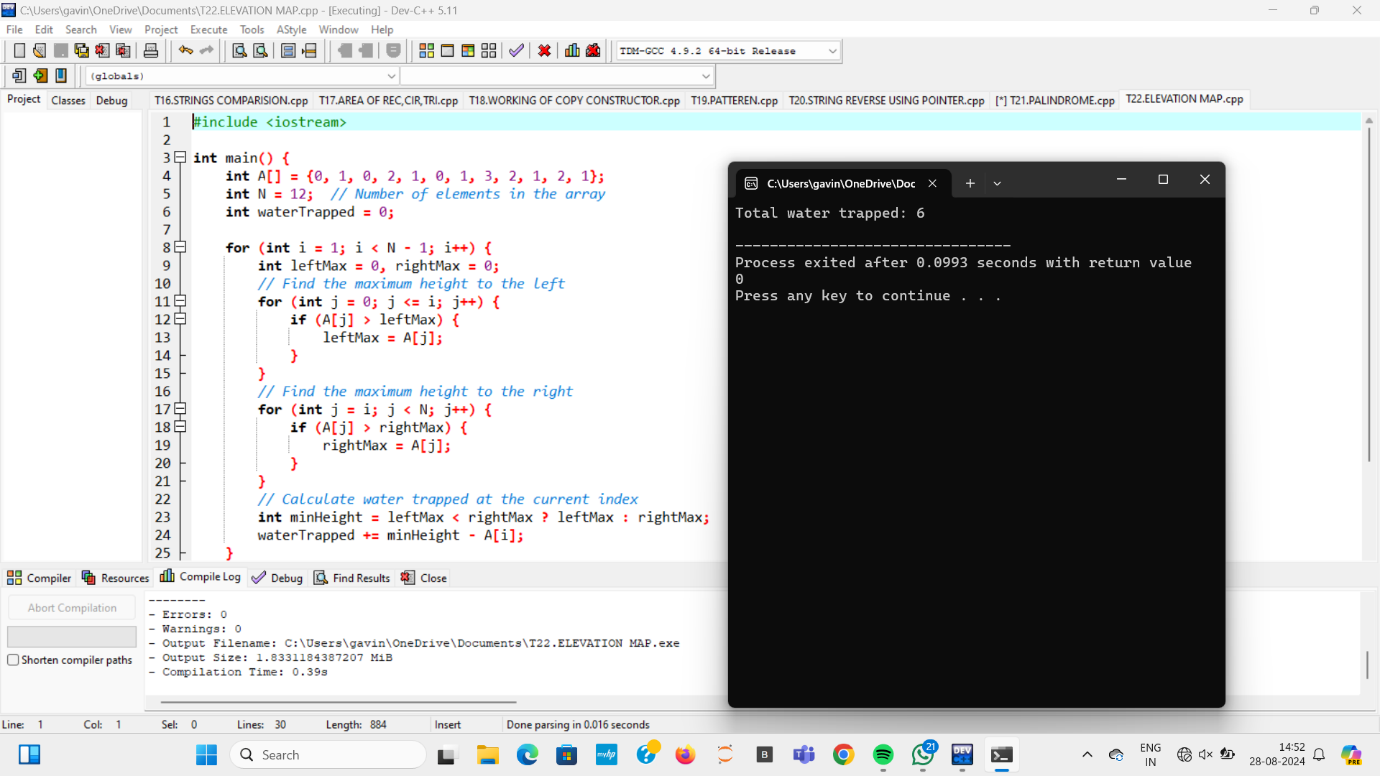 C:\Users\gavin\OneDrive\Documents\T22.ELEVATION MAP.cpp - [Executing] - Dev-C++ 5.11
File Edit Search View Project Execute Tools AStyle Window Help
TDM-GCC 4.9.2 64-bit Release
(globals)
Project Classes Debug
T16.STRINGS COMPARISION.cpp T17.AREA OF REC,CIR,TRI.cpp T18.WORKING OF COPY CONSTRUCTOR.cpp T19.PATTEREN.cpp T20.STRING REVERSE USING POINTER.cpp [*] T21.PALINDROME.cpp T22.ELEVATION MAP.cpp
1 #include <iostream>
2
3 int main() {
4 int A[] = {0, 1, 0, 2, 1, 0, 1, 3, 2, 1, 2, 1};
5 int N = 12; // Number of elements in the array
6 int waterTrapped = 0;
7
8 for (int i = 1; i < N - 1; i++) {
9 int leftMax = 0, rightMax = 0;
10 // Find the maximum height to the left
11 for (int j = 0; j <= i; j++) {
12 if (A[j] > leftMax) {
13 leftMax = A[j];
14 }
15 }
16 // Find the maximum height to the right
17 for (int j = i; j < N; j++) {
18 if (A[j] > rightMax) {
19 rightMax = A[j];
20 }
21 }
22 // Calculate water trapped at the current index
23 int minHeight = leftMax < rightMax ? leftMax : rightMax;
24 waterTrapped += minHeight - A[i];
25 }
C:\Users\gavin\OneDrive\Doc
Total water trapped: 6
--------------------------------
Process exited after 0.0993 seconds with return value
0
Press any key to continue . . .
Compiler Resources Compile Log Debug Find Results Close
Abort Compilation
Shorten compiler paths
--------
- Errors: 0
- Warnings: 0
- Output Filename: C:\Users\gavin\OneDrive\Documents\T22.ELEVATION MAP.exe
- Output Size: 1.8331184387207 MiB
- Compilation Time: 0.39s
Line: 1 Col: 1 Sel: 0 Lines: 30 Length: 884 Insert Done parsing in 0.016 seconds
Search
myhp
B
21
DEV
ENG
IN
14:52
28-08-2024
PRE